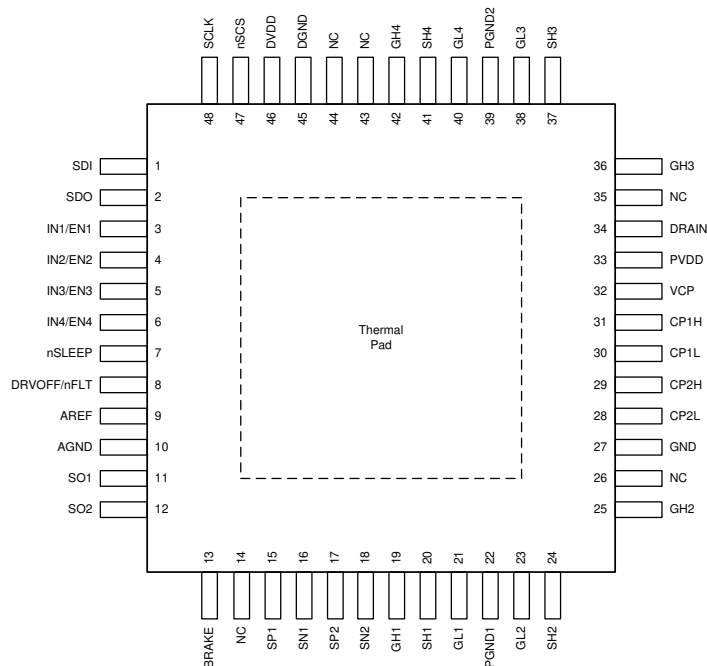 SCLK
nSCS
DVDD
DGND
NC
NC
GH4
SH4
GL4
PGND2
GL3
SH3
48
47
46
45
44
43
42
41
40
39
38
37
SDI 1
SDO 2
IN1/EN1 3
IN2/EN2 4
IN3/EN3 5
IN4/EN4 6
nSLEEP 7
DRVOFF/nFLT 8
AREF 9
AGND 10
SO1 11
SO2 12
Thermal
Pad
36 GH3
35 NC
34 DRAIN
33 PVDD
32 VCP
31 CP1H
30 CP1L
29 CP2H
28 CP2L
27 GND
26 NC
25 GH2
13
14
15
16
17
18
19
20
21
22
23
24
BRAKE
NC
SP1
SN1
SP2
SN2
GH1
SH1
GL1
PGND1
GL2
SH2